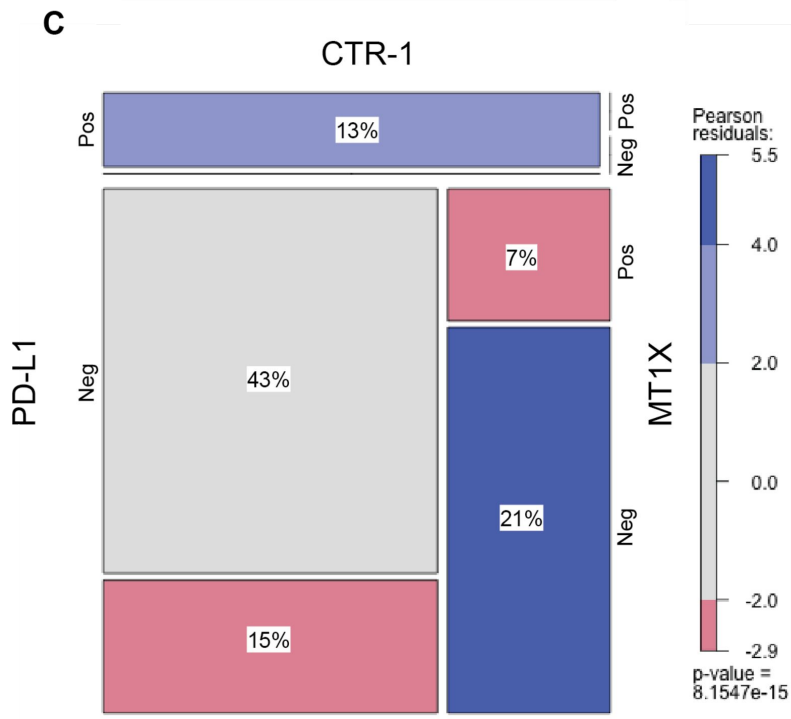 C
CTR-1
Pos
13%
Pos
Neg
Pearson
residuals:
5.5
4.0
2.0
0.0
-2.0
-2.9
p-value =
8.1547e-15
PD-L1
Neg
43%
7%
Pos
MT1X
21%
Neg
15%